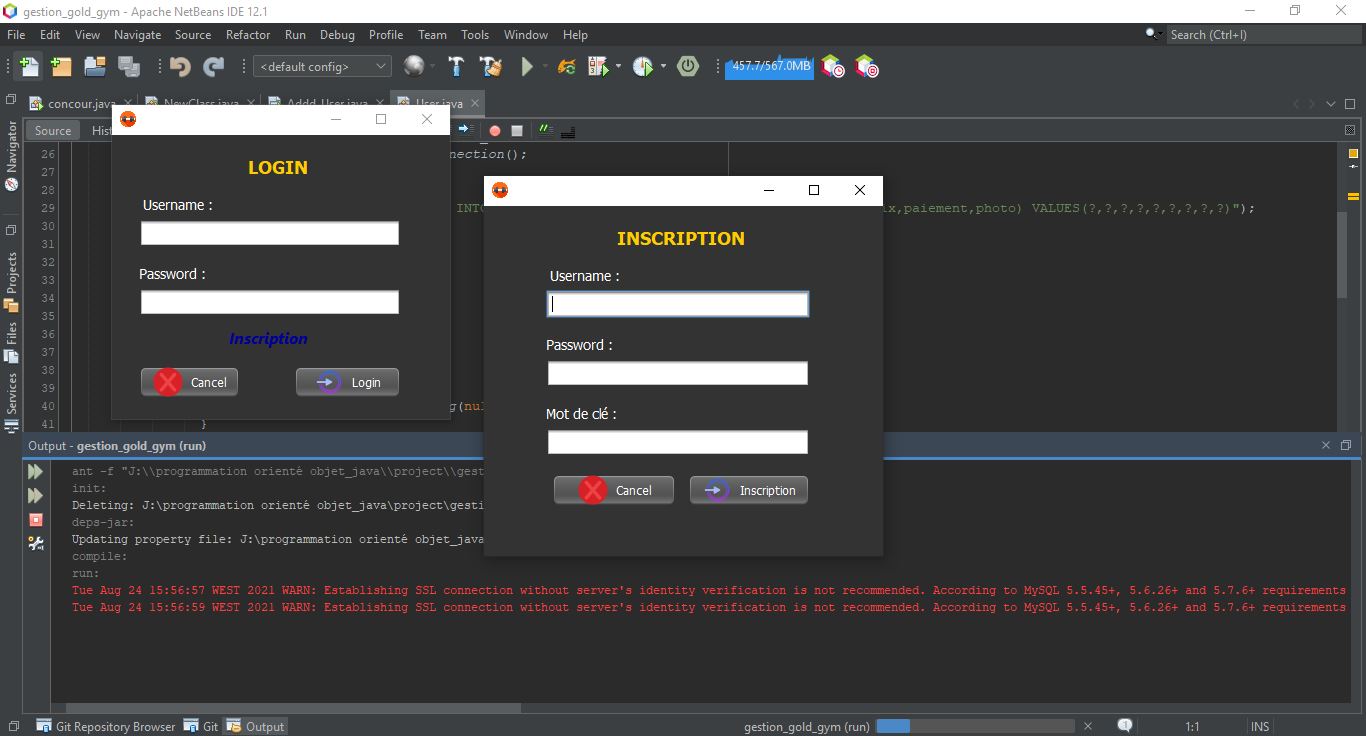 gestion_gold_gym - Apache NetBeans IDE 12.1
File Edit View Navigate Source Refactor Run Debug Profile Team Tools Window Help
Search (Ctrl+I)
<default config>
457.7/567.0MB
concour.java
NewClass.java
Addd_User.java
User.java
Source
Hist
Navigator
Projects
Files
Services
26
27
28
29
30
31
32
33
34
35
36
37
38
39
40
41
nection();
ix,paiement,photo) VALUES(?,?,?,?,?,?,?,?,?)");
}
LOGIN
Username :
Password :
Inscription
Cancel
Login
INSCRIPTION
Username :
Password :
Mot de clé :
Cancel
Inscription
Output - gestion_gold_gym (run)
ant -f "J:\\programmation orienté objet_java\\project\\gest
init:
Deleting: J:\programmation orienté objet_java\project\gesti
deps-jar:
Updating property file: J:\programmation orienté objet_java
compile:
run:
Tue Aug 24 15:56:57 WEST 2021 WARN: Establishing SSL connection without server's identity verification is not recommended. According to MySQL 5.5.45+, 5.6.26+ and 5.7.6+ requirements
Tue Aug 24 15:56:59 WEST 2021 WARN: Establishing SSL connection without server's identity verification is not recommended. According to MySQL 5.5.45+, 5.6.26+ and 5.7.6+ requirements
Git Repository Browser
Git
Output
gestion_gold_gym (run)
1
1:1
INS